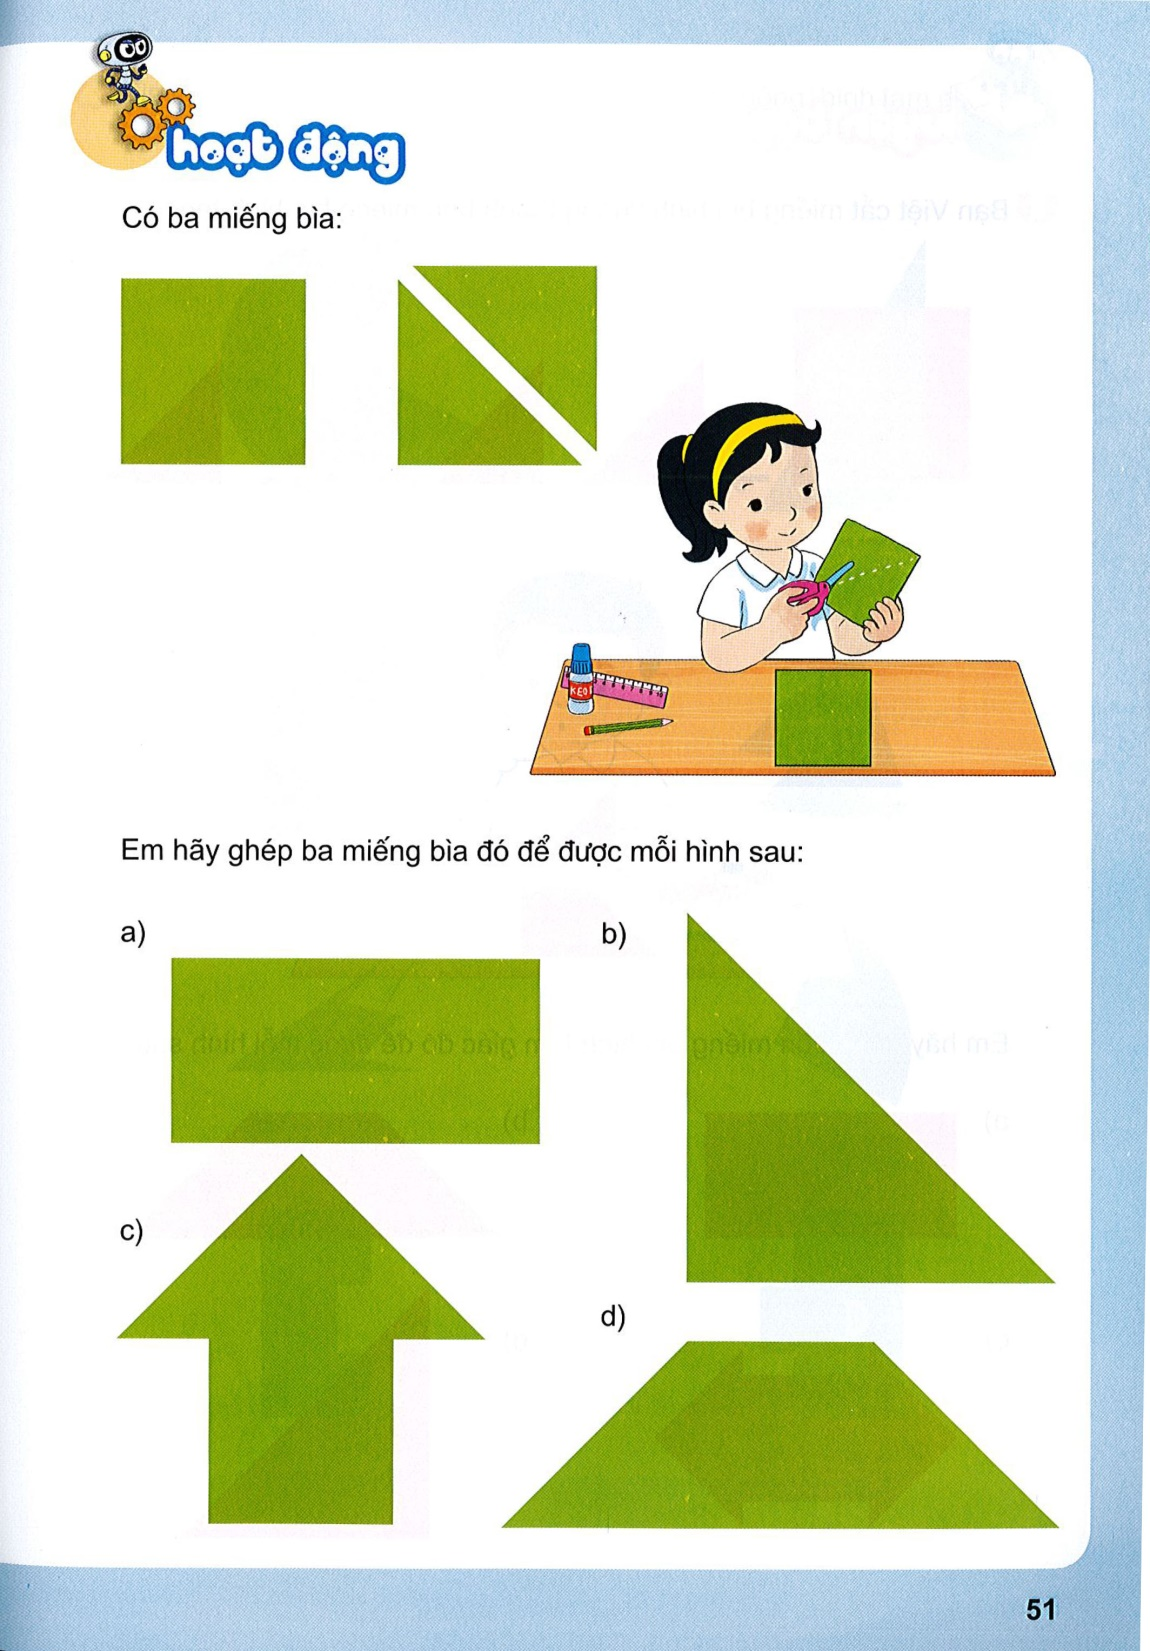 hoạt động
Có ba miếng bìa:
KEO
Em hãy ghép ba miếng bìa đó để được mỗi hình sau:
a)
b)
c)
d)
51